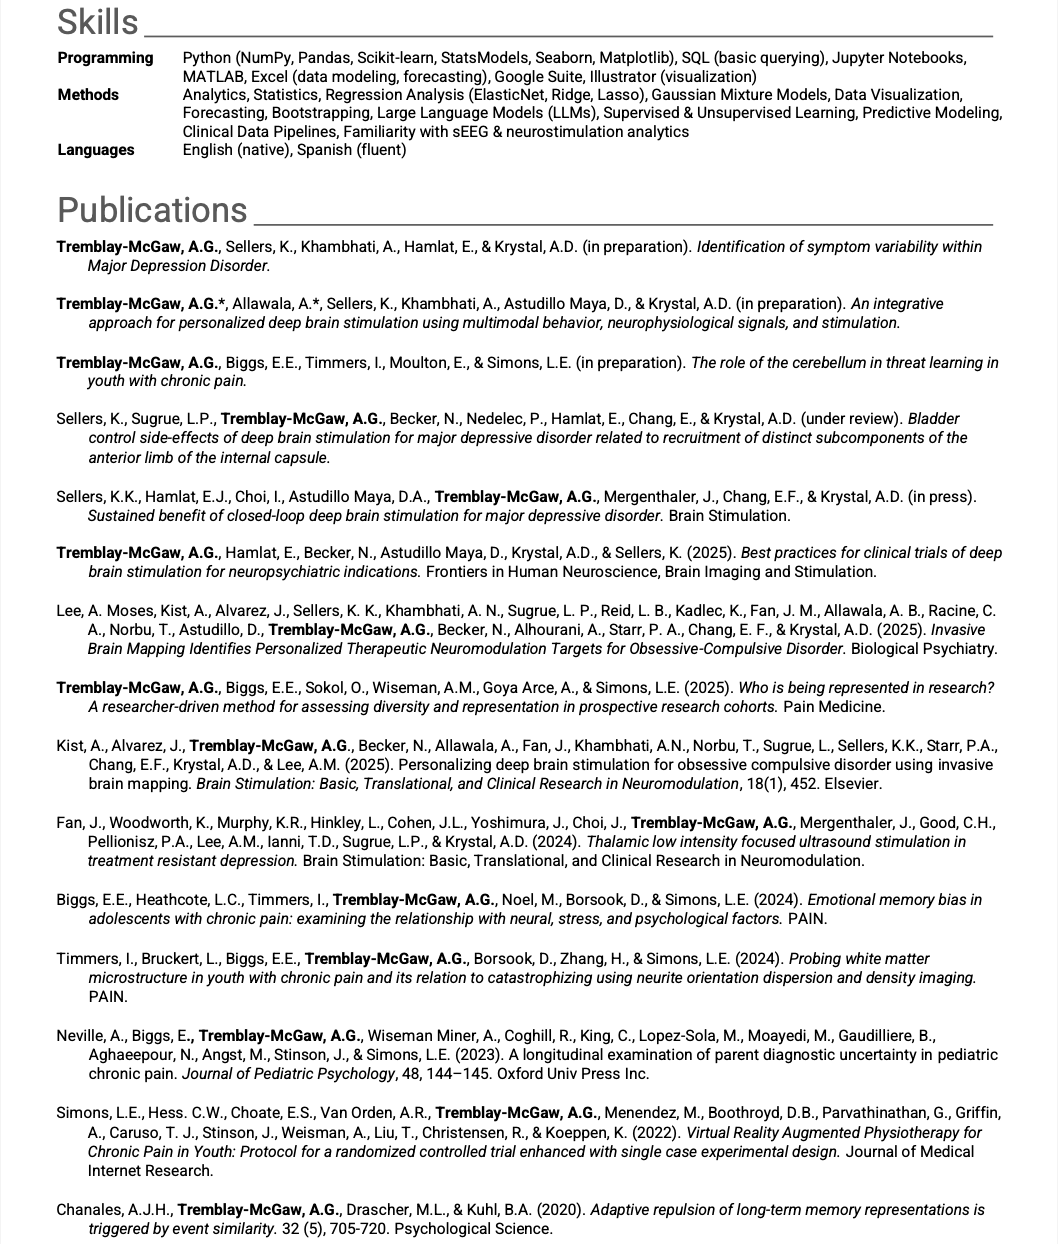 Skills
Programming Python (NumPy, Pandas, Scikit-learn, StatsModels, Seaborn, Matplotlib), SQL (basic querying), Jupyter Notebooks,
MATLAB, Excel (data modeling, forecasting), Google Suite, Illustrator (visualization)
Methods Analytics, Statistics, Regression Analysis (ElasticNet, Ridge, Lasso), Gaussian Mixture Models, Data Visualization,
Forecasting, Bootstrapping, Large Language Models (LLMs), Supervised & Unsupervised Learning, Predictive Modeling,
Clinical Data Pipelines, Familiarity with sEEG & neurostimulation analytics
Languages English (native), Spanish (fluent)
Publications
Tremblay-McGaw, A.G., Sellers, K., Khambhati, A., Hamlat, E., & Krystal, A.D. (in preparation). Identification of symptom variability within
Major Depression Disorder.
Tremblay-McGaw, A.G.*, Allawala, A.*, Sellers, K., Khambhati, A., Astudillo Maya, D., & Krystal, A.D. (in preparation). An integrative
approach for personalized deep brain stimulation using multimodal behavior, neurophysiological signals, and stimulation.
Tremblay-McGaw, A.G., Biggs, E.E., Timmers, I., Moulton, E., & Simons, L.E. (in preparation). The role of the cerebellum in threat learning in
youth with chronic pain.
Sellers, K., Sugrue, L.P., Tremblay-McGaw, A.G., Becker, N., Nedelec, P., Hamlat, E., Chang, E., & Krystal, A.D. (under review). Bladder
control side-effects of deep brain stimulation for major depressive disorder related to recruitment of distinct subcomponents of the
anterior limb of the internal capsule.
Sellers, K.K., Hamlat, E.J., Choi, I., Astudillo Maya, D.A., Tremblay-McGaw, A.G., Mergenthaler, J., Chang, E.F., & Krystal, A.D. (in press).
Sustained benefit of closed-loop deep brain stimulation for major depressive disorder. Brain Stimulation.
Tremblay-McGaw, A.G., Hamlat, E., Becker, N., Astudillo Maya, D., Krystal, A.D., & Sellers, K. (2025). Best practices for clinical trials of deep
brain stimulation for neuropsychiatric indications. Frontiers in Human Neuroscience, Brain Imaging and Stimulation.
Lee, A. Moses, Kist, A., Alvarez, J., Sellers, K. K., Khambhati, A. N., Sugrue, L. P., Reid, L. B., Kadlec, K., Fan, J. M., Allawala, A. B., Racine, C.
A., Norbu, T., Astudillo, D., Tremblay-McGaw, A.G., Becker, N., Alhourani, A., Starr, P. A., Chang, E. F., & Krystal, A.D. (2025). Invasive
Brain Mapping Identifies Personalized Therapeutic Neuromodulation Targets for Obsessive-Compulsive Disorder. Biological Psychiatry.
Tremblay-McGaw, A.G., Biggs, E.E., Sokol, O., Wiseman, A.M., Goya Arce, A., & Simons, L.E. (2025). Who is being represented in research?
A researcher-driven method for assessing diversity and representation in prospective research cohorts. Pain Medicine.
Kist, A., Alvarez, J., Tremblay-McGaw, A.G., Becker, N., Allawala, A., Fan, J., Khambhati, A.N., Norbu, T., Sugrue, L., Sellers, K.K., Starr, P.A.,
Chang, E.F., Krystal, A.D., & Lee, A.M. (2025). Personalizing deep brain stimulation for obsessive compulsive disorder using invasive
brain mapping. Brain Stimulation: Basic, Translational, and Clinical Research in Neuromodulation, 18(1), 452. Elsevier.
Fan, J., Woodworth, K., Murphy, K.R., Hinkley, L., Cohen, J.L., Yoshimura, J., Choi, J., Tremblay-McGaw, A.G., Mergenthaler, J., Good, C.H.,
Pellionisz, P.A., Lee, A.M., Ianni, T.D., Sugrue, L.P., & Krystal, A.D. (2024). Thalamic low intensity focused ultrasound stimulation in
treatment resistant depression. Brain Stimulation: Basic, Translational, and Clinical Research in Neuromodulation.
Biggs, E.E., Heathcote, L.C., Timmers, I., Tremblay-McGaw, A.G., Noel, M., Borsook, D., & Simons, L.E. (2024). Emotional memory bias in
adolescents with chronic pain: examining the relationship with neural, stress, and psychological factors. PAIN.
Timmers, I., Bruckert, L., Biggs, E.E., Tremblay-McGaw, A.G., Borsook, D., Zhang, H., & Simons, L.E. (2024). Probing white matter
microstructure in youth with chronic pain and its relation to catastrophizing using neurite orientation dispersion and density imaging.
PAIN.
Neville, A., Biggs, E., Tremblay-McGaw, A.G., Wiseman Miner, A., Coghill, R., King, C., Lopez-Sola, M., Moayedi, M., Gaudilliere, B.,
Aghaeepour, N., Angst, M., Stinson, J., & Simons, L.E. (2023). A longitudinal examination of parent diagnostic uncertainty in pediatric
chronic pain. Journal of Pediatric Psychology, 48, 144–145. Oxford Univ Press Inc.
Simons, L.E., Hess. C.W., Choate, E.S., Van Orden, A.R., Tremblay-McGaw, A.G., Menendez, M., Boothroyd, D.B., Parvathinathan, G., Griffin,
A., Caruso, T. J., Stinson, J., Weisman, A., Liu, T., Christensen, R., & Koeppen, K. (2022). Virtual Reality Augmented Physiotherapy for
Chronic Pain in Youth: Protocol for a randomized controlled trial enhanced with single case experimental design. Journal of Medical
Internet Research.
Chanales, A.J.H., Tremblay-McGaw, A.G., Drascher, M.L., & Kuhl, B.A. (2020). Adaptive repulsion of long-term memory representations is
triggered by event similarity. 32 (5), 705-720. Psychological Science.